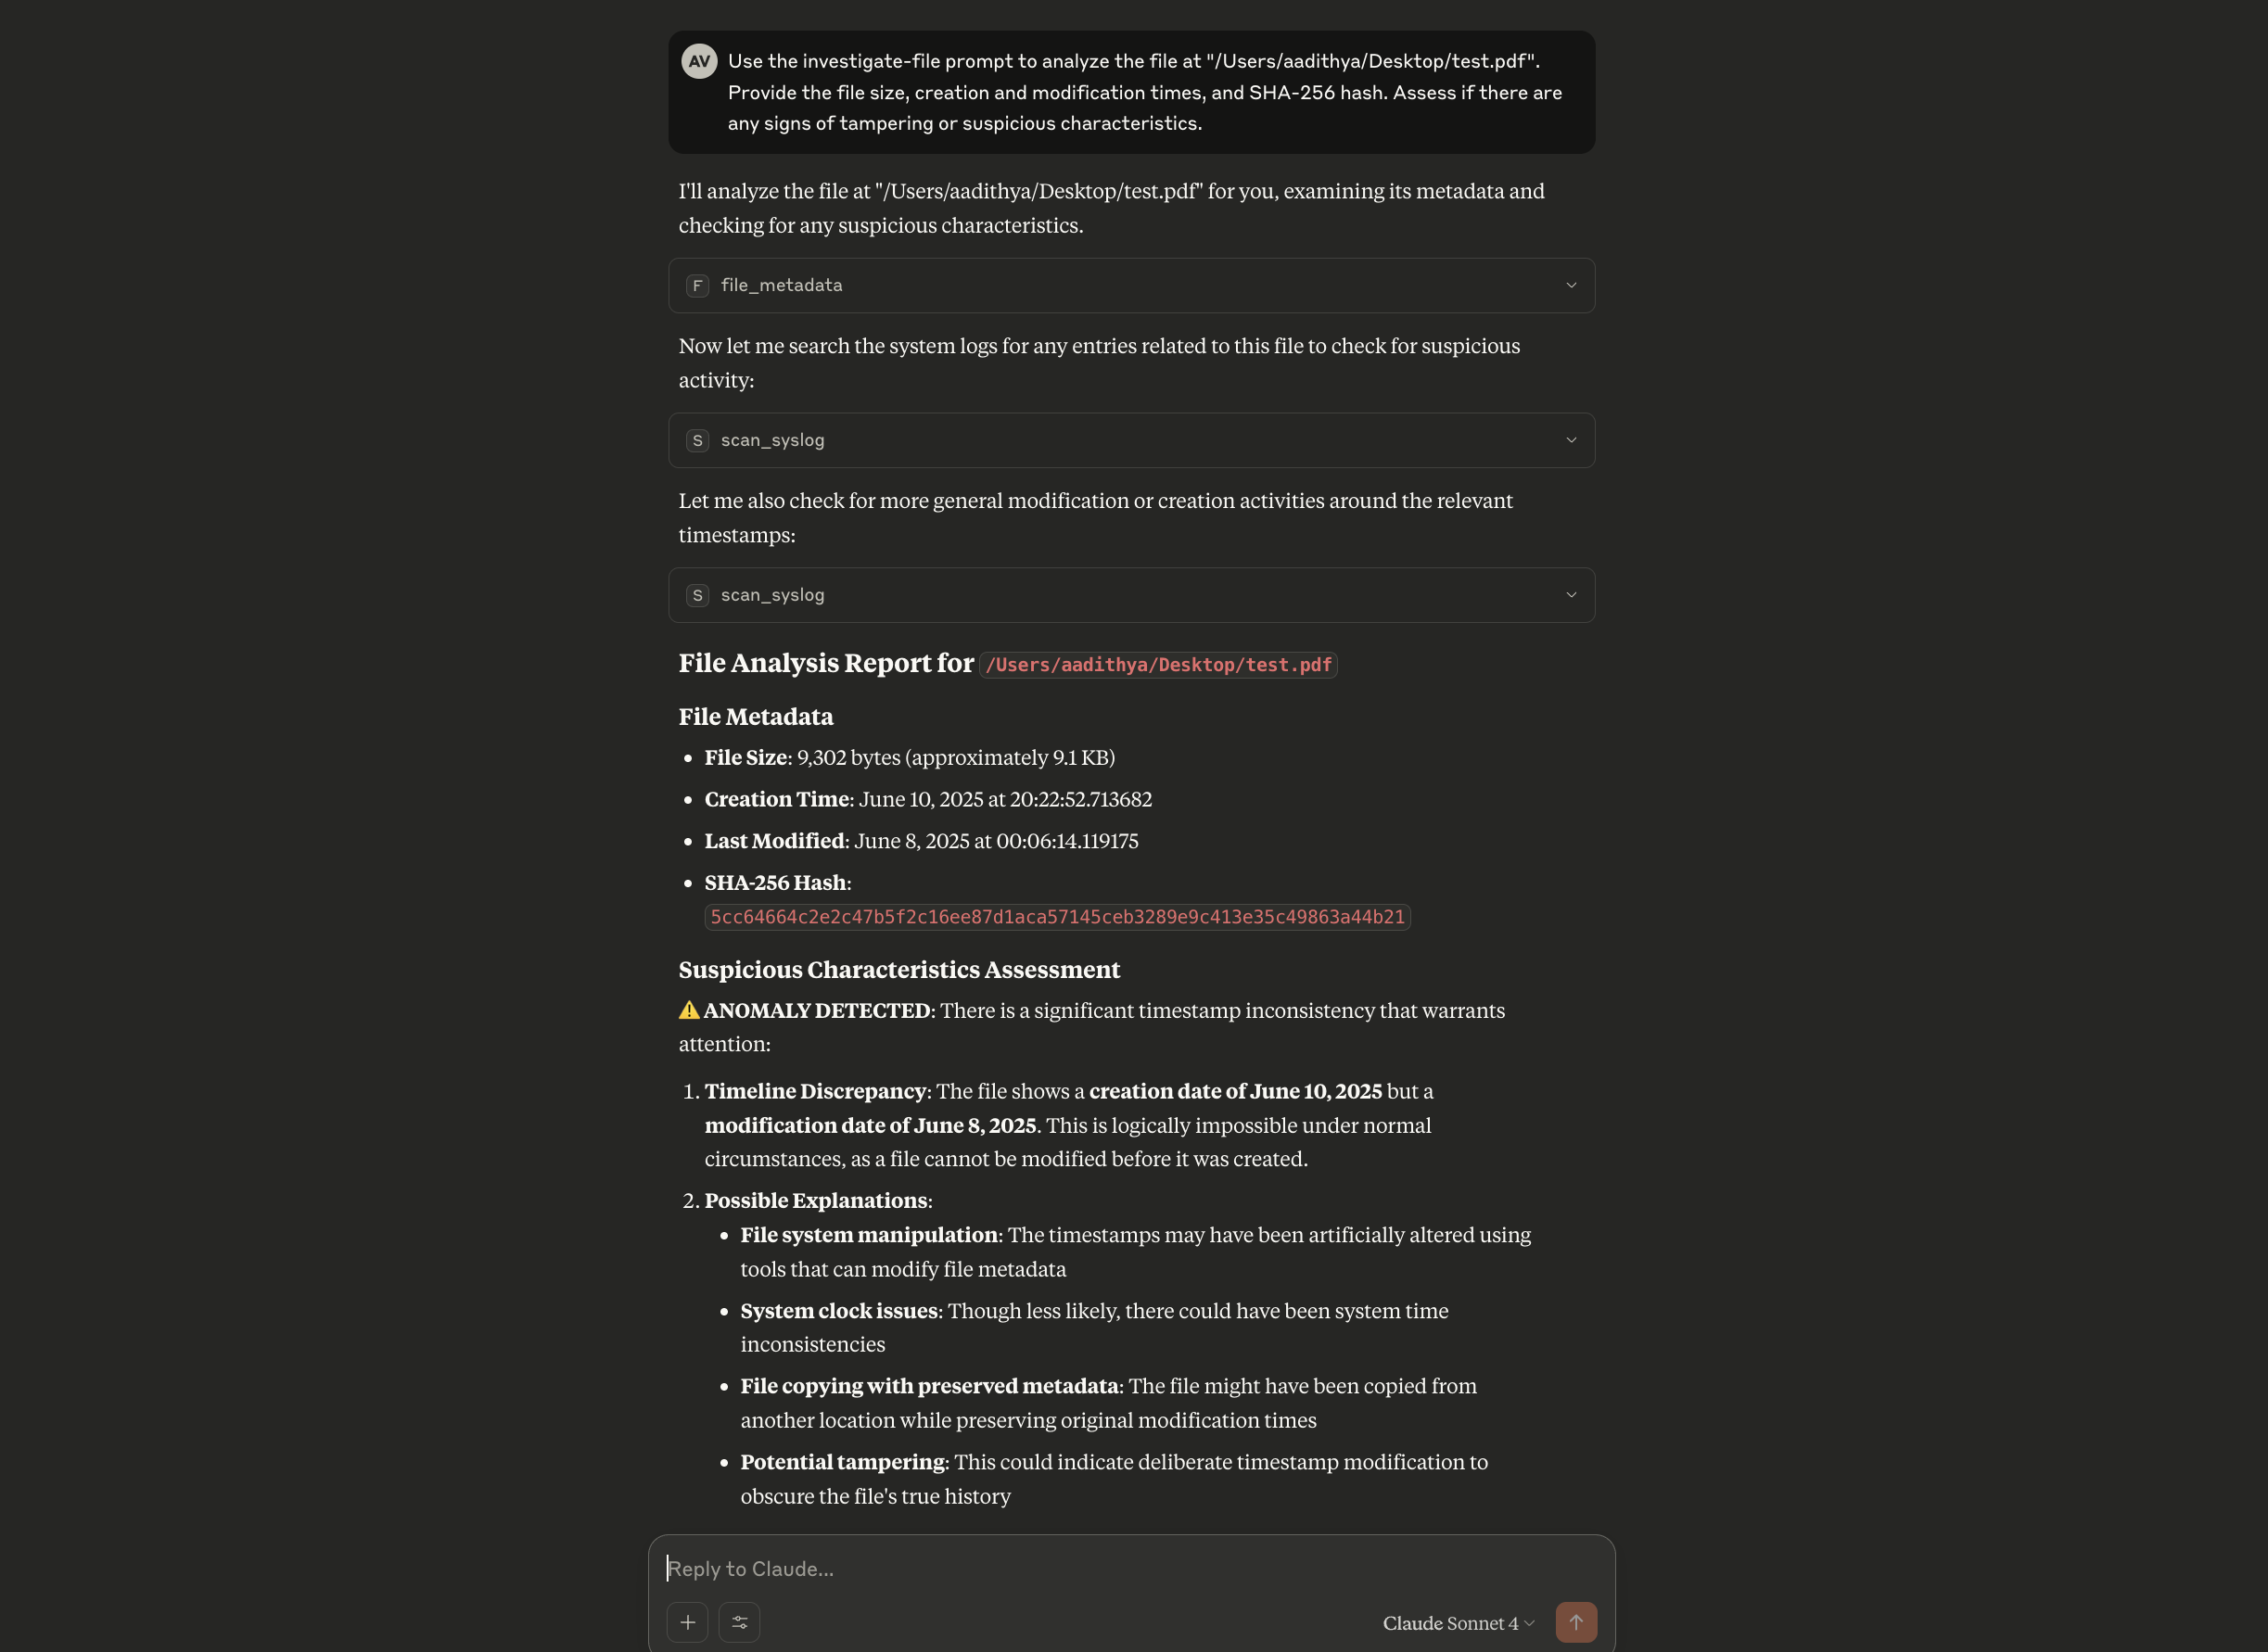 AV
Use the investigate-file prompt to analyze the file at "/Users/aadithya/Desktop/test.pdf".
Provide the file size, creation and modification times, and SHA-256 hash. Assess if there are
any signs of tampering or suspicious characteristics.
I'll analyze the file at "/Users/aadithya/Desktop/test.pdf" for you, examining its metadata and
checking for any suspicious characteristics.
F file_metadata
Now let me search the system logs for any entries related to this file to check for suspicious
activity:
S scan_syslog
Let me also check for more general modification or creation activities around the relevant
timestamps:
S scan_syslog
File Analysis Report for /Users/aadithya/Desktop/test.pdf
File Metadata
• File Size: 9,302 bytes (approximately 9.1 KB)
• Creation Time: June 10, 2025 at 20:22:52.713682
• Last Modified: June 8, 2025 at 00:06:14.119175
• SHA-256 Hash:
5cc64664c2e2c47b5f2c16ee87d1aca57145ceb3289e9c413e35c49863a44b21
Suspicious Characteristics Assessment
⚠️ ANOMALY DETECTED: There is a significant timestamp inconsistency that warrants
attention:
1. Timeline Discrepancy: The file shows a creation date of June 10, 2025 but a
modification date of June 8, 2025. This is logically impossible under normal
circumstances, as a file cannot be modified before it was created.
2. Possible Explanations:
• File system manipulation: The timestamps may have been artificially altered using
tools that can modify file metadata
• System clock issues: Though less likely, there could have been system time
inconsistencies
• File copying with preserved metadata: The file might have been copied from
another location while preserving original modification times
• Potential tampering: This could indicate deliberate timestamp modification to
obscure the file's true history
Reply to Claude...
Claude Sonnet 4